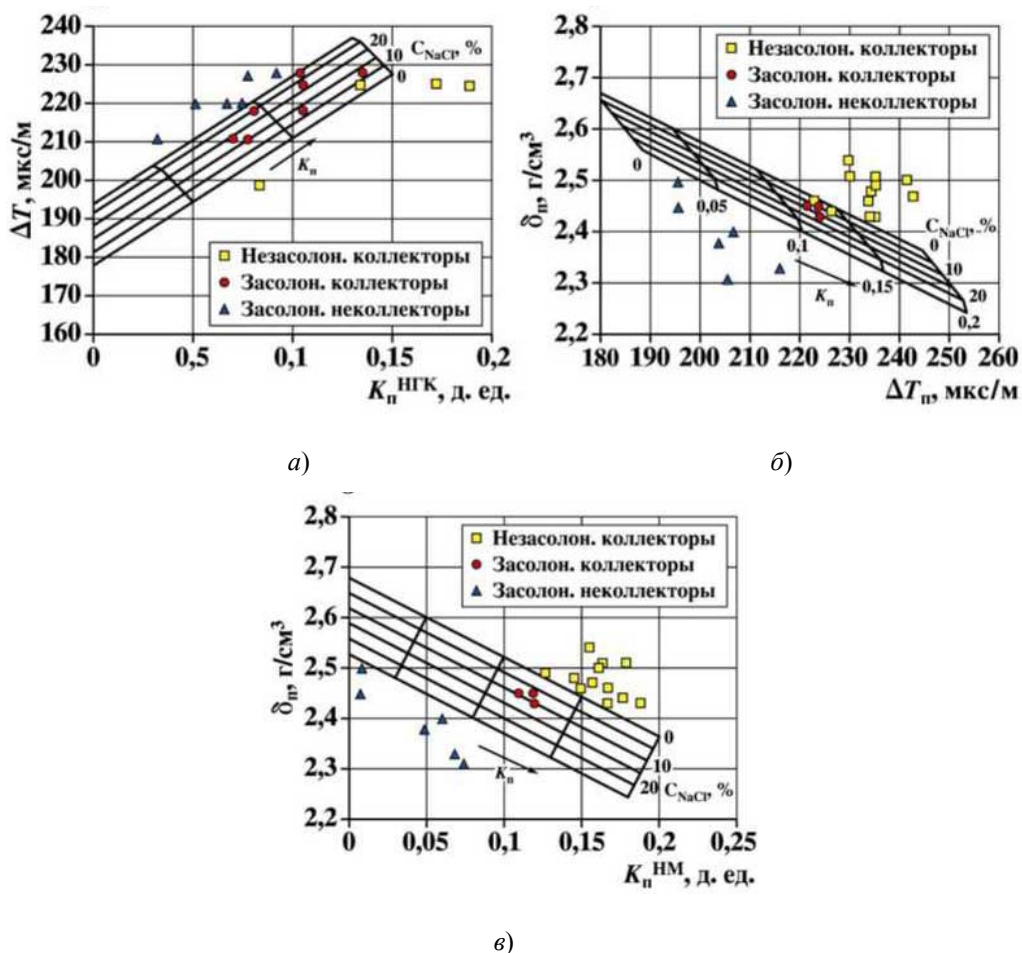 240
230
220
210
200
190
180
170
160
ΔT, мкс/м
20
10
0
C_NaCl, %
K_п
Незасолон. коллекторы
Засолон. коллекторы
Засолон. неколлекторы
0 0,5 0,1 0,15 0,2
K_п^НГК, д. ед.
а)
2,8
2,7
2,6
2,5
2,4
2,3
2,2
δ_п, г/см³
Незасолон. коллекторы
Засолон. коллекторы
Засолон. неколлекторы
0
0,05
0,1
0,15
0,2
K_п
C_NaCl, %
0
10
20
180 190 200 210 220 230 240 250 260
ΔT_п, мкс/м
б)
2,8
2,7
2,6
2,5
2,4
2,3
2,2
δ_п, г/см³
Незасолон. коллекторы
Засолон. коллекторы
Засолон. неколлекторы
K_п
0
10
20 C_NaCl, %
0 0,05 0,1 0,15 0,2 0,25
K_п^НМ, д. ед.
в)